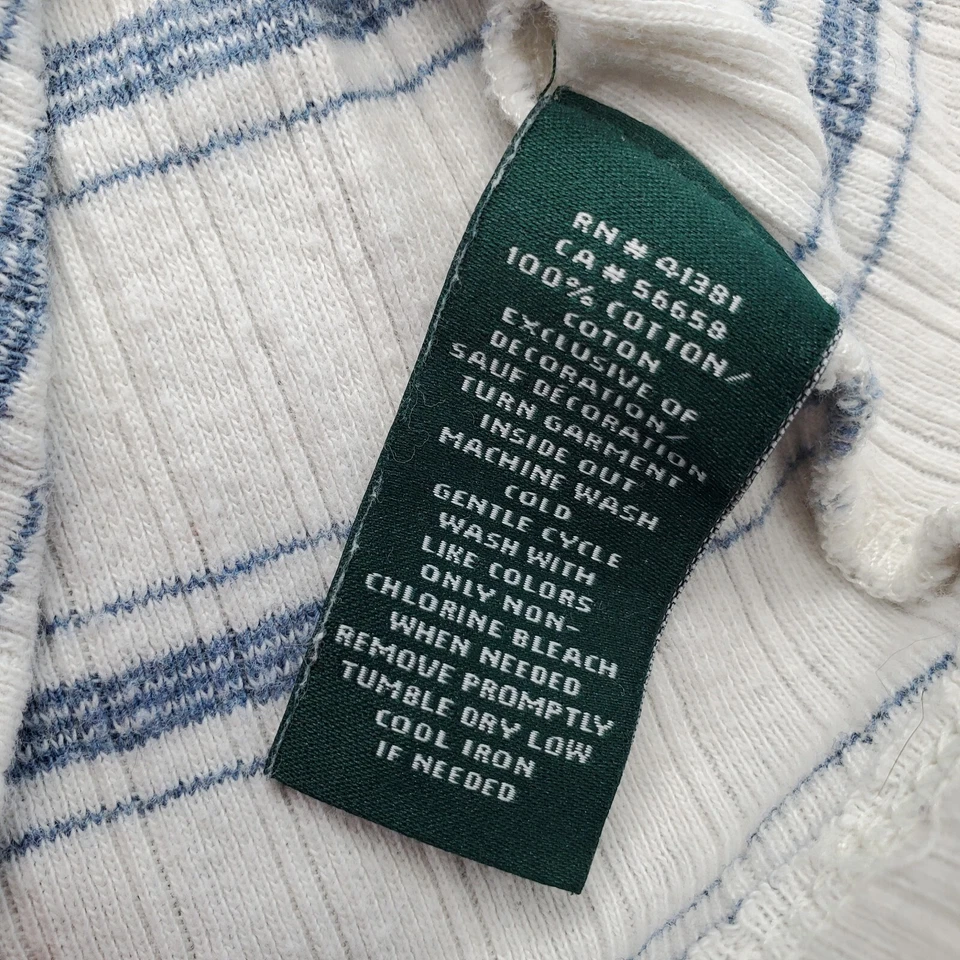 RN # 41381
CA # 56658
100% COTTON/
COTON
EXCLUSIVE OF
DECORATION/
SAUF DECORATION
TURN GARMENT
INSIDE OUT
MACHINE WASH
COLD
GENTLE CYCLE
WASH WITH
LIKE COLORS
ONLY NON-
CHLORINE BLEACH
WHEN NEEDED
REMOVE PROMPTLY
TUMBLE DRY LOW
COOL IRON
IF NEEDED